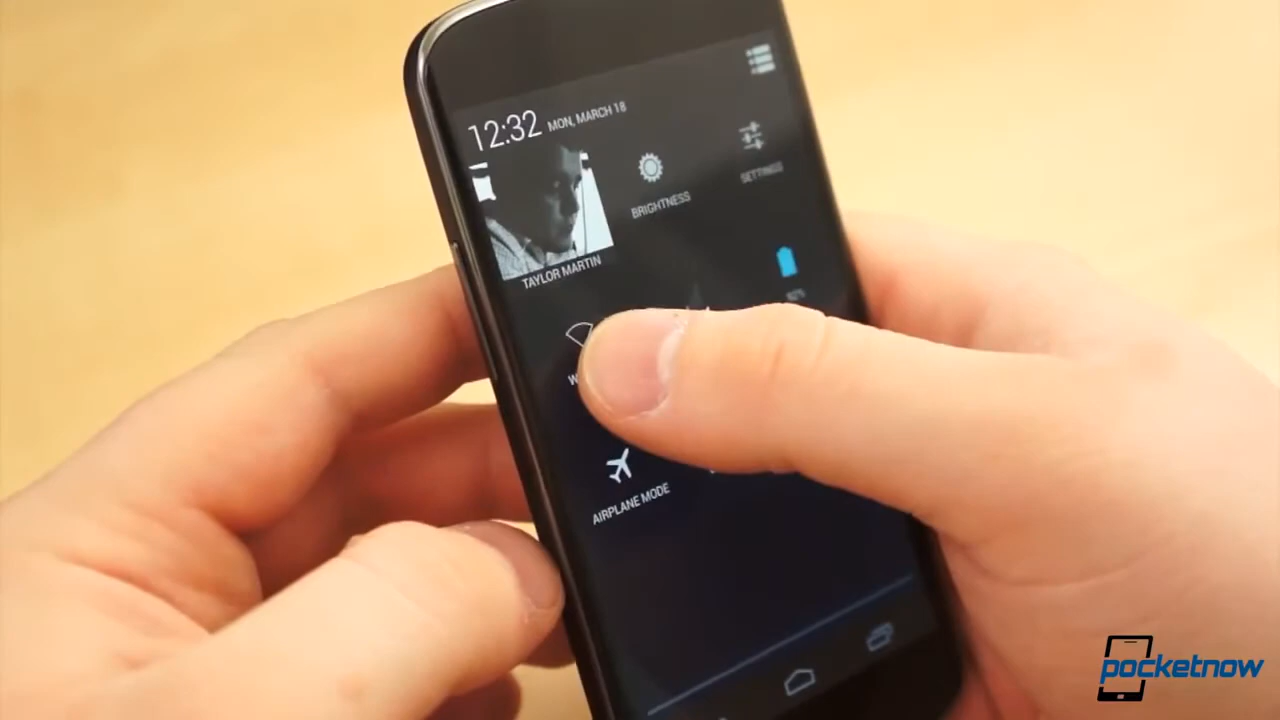 12:32 MON, MARCH 18
BRIGHTNESS
SETTINGS
TAYLOR MARTIN
AIRPLANE MODE
pocketnow